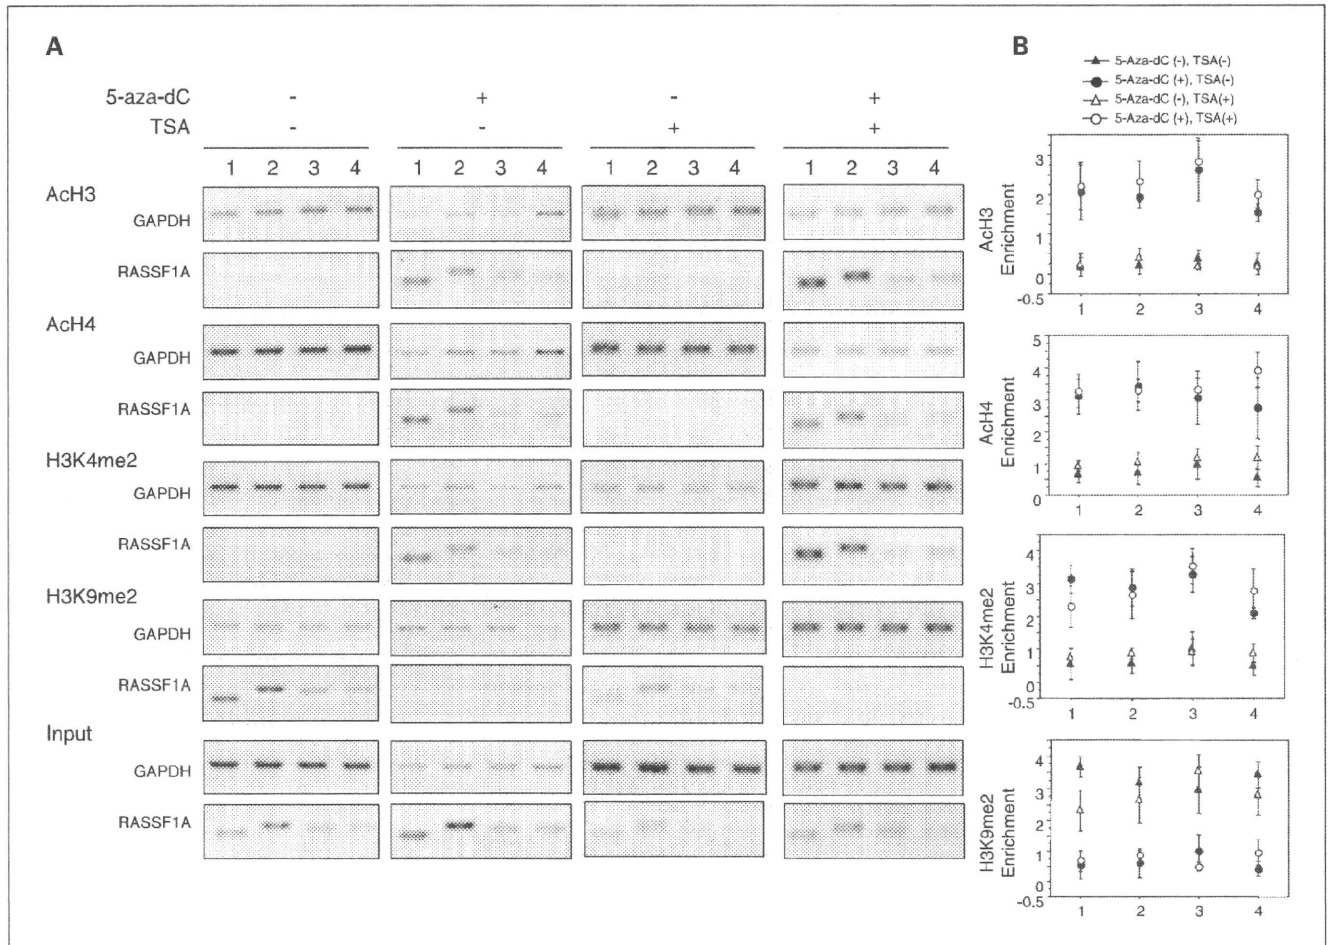 A
5-aza-dC - + - +
TSA - - + +
1 2 3 4 1 2 3 4 1 2 3 4 1 2 3 4
AcH3
GAPDH
RASSF1A
AcH4
GAPDH
RASSF1A
H3K4me2
GAPDH
RASSF1A
H3K9me2
GAPDH
RASSF1A
Input
GAPDH
RASSF1A
B
5-Aza-dC (-), TSA(-)
5-Aza-dC (+), TSA(-)
5-Aza-dC (-), TSA(+)
5-Aza-dC (+), TSA(+)
AcH3
Enrichment
3
2
1
0
-0.5
1 2 3 4
AcH4
Enrichment
5
4
3
2
1
0
1 2 3 4
H3K4me2
Enrichment
4
3
2
1
0
-0.5
1 2 3 4
H3K9me2
Enrichment
4
3
2
1
0
-0.5
1 2 3 4